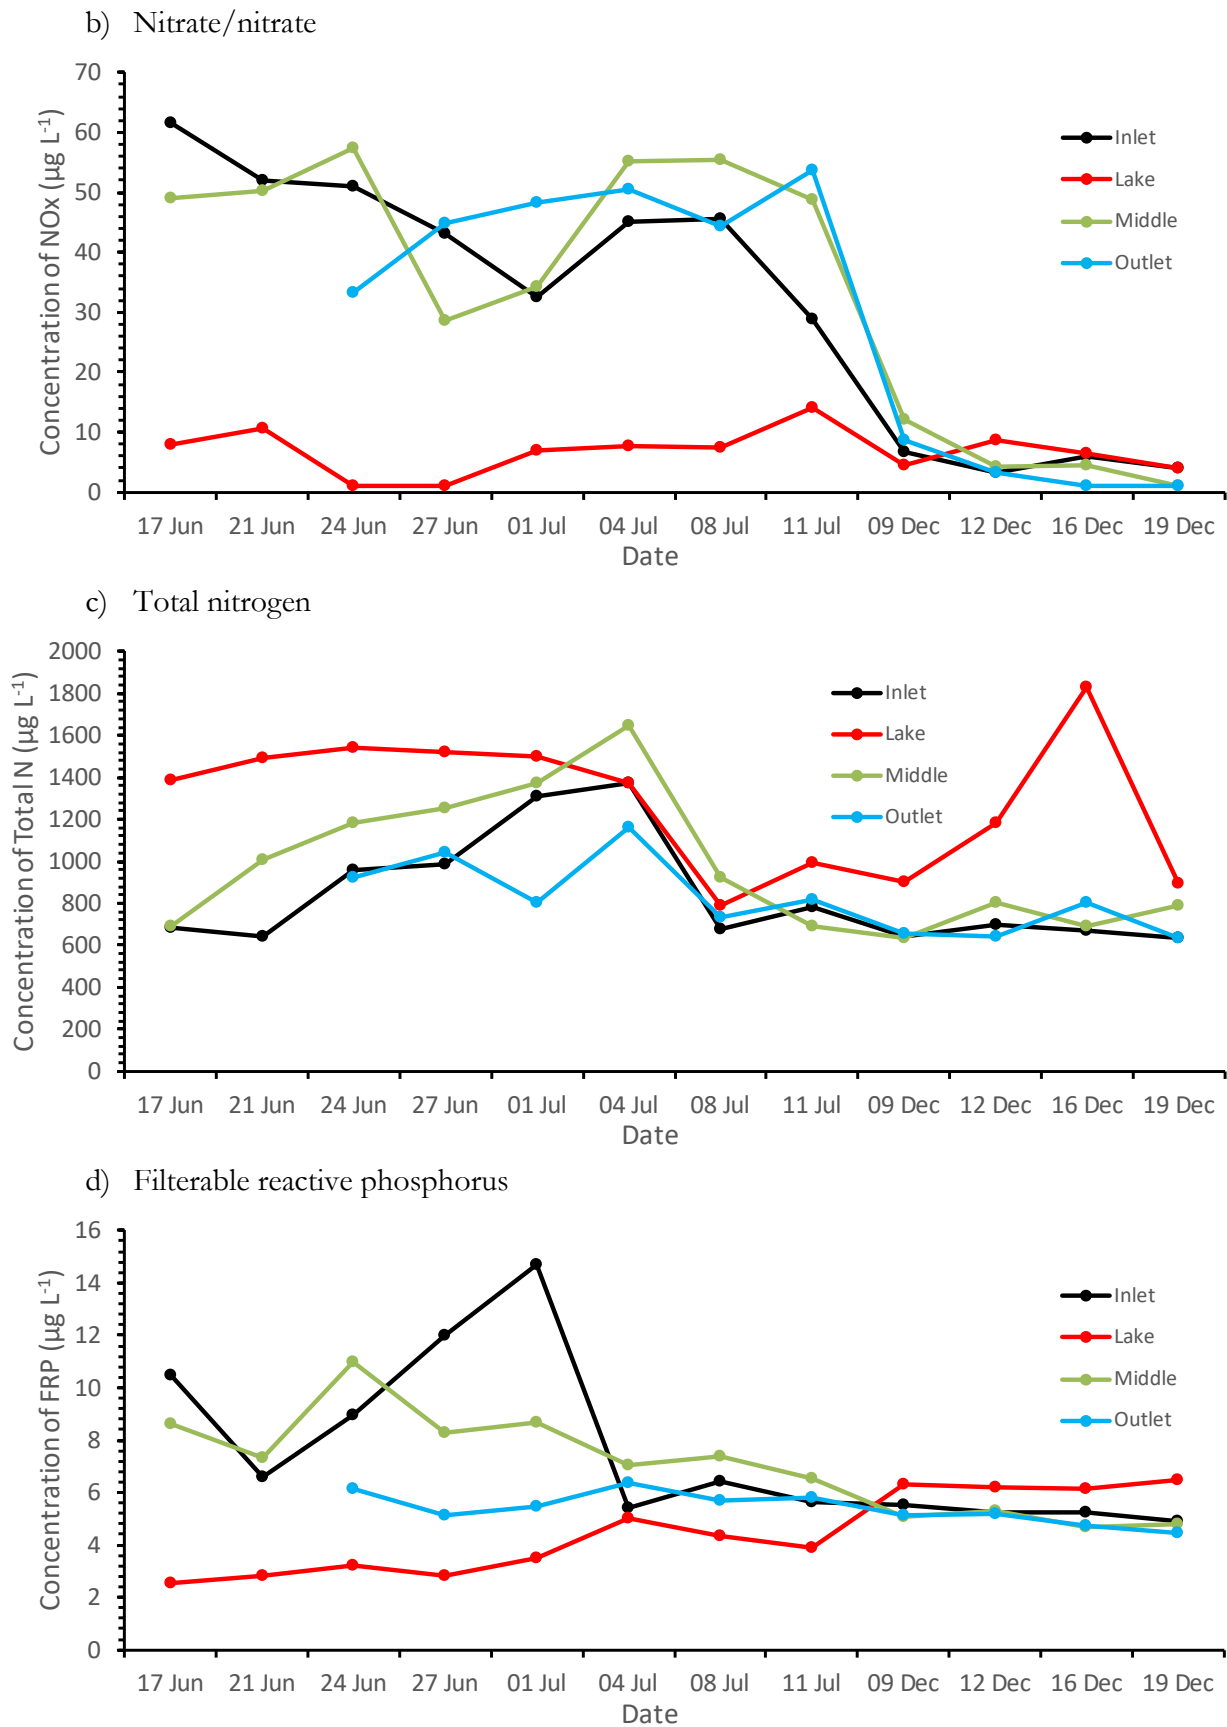 b) Nitrate/nitrate
Concentration of NOx (µg L-1)
70
60
50
40
30
20
10
0
Inlet
Lake
Middle
Outlet
17 Jun 21 Jun 24 Jun 27 Jun 01 Jul 04 Jul 08 Jul 11 Jul 09 Dec 12 Dec 16 Dec 19 Dec
Date
c) Total nitrogen
Concentration of Total N (µg L-1)
2000
1800
1600
1400
1200
1000
800
600
400
200
0
Inlet
Lake
Middle
Outlet
17 Jun 21 Jun 24 Jun 27 Jun 01 Jul 04 Jul 08 Jul 11 Jul 09 Dec 12 Dec 16 Dec 19 Dec
Date
d) Filterable reactive phosphorus
Concentration of FRP (µg L-1)
16
14
12
10
8
6
4
2
0
Inlet
Lake
Middle
Outlet
17 Jun 21 Jun 24 Jun 27 Jun 01 Jul 04 Jul 08 Jul 11 Jul 09 Dec 12 Dec 16 Dec 19 Dec
Date